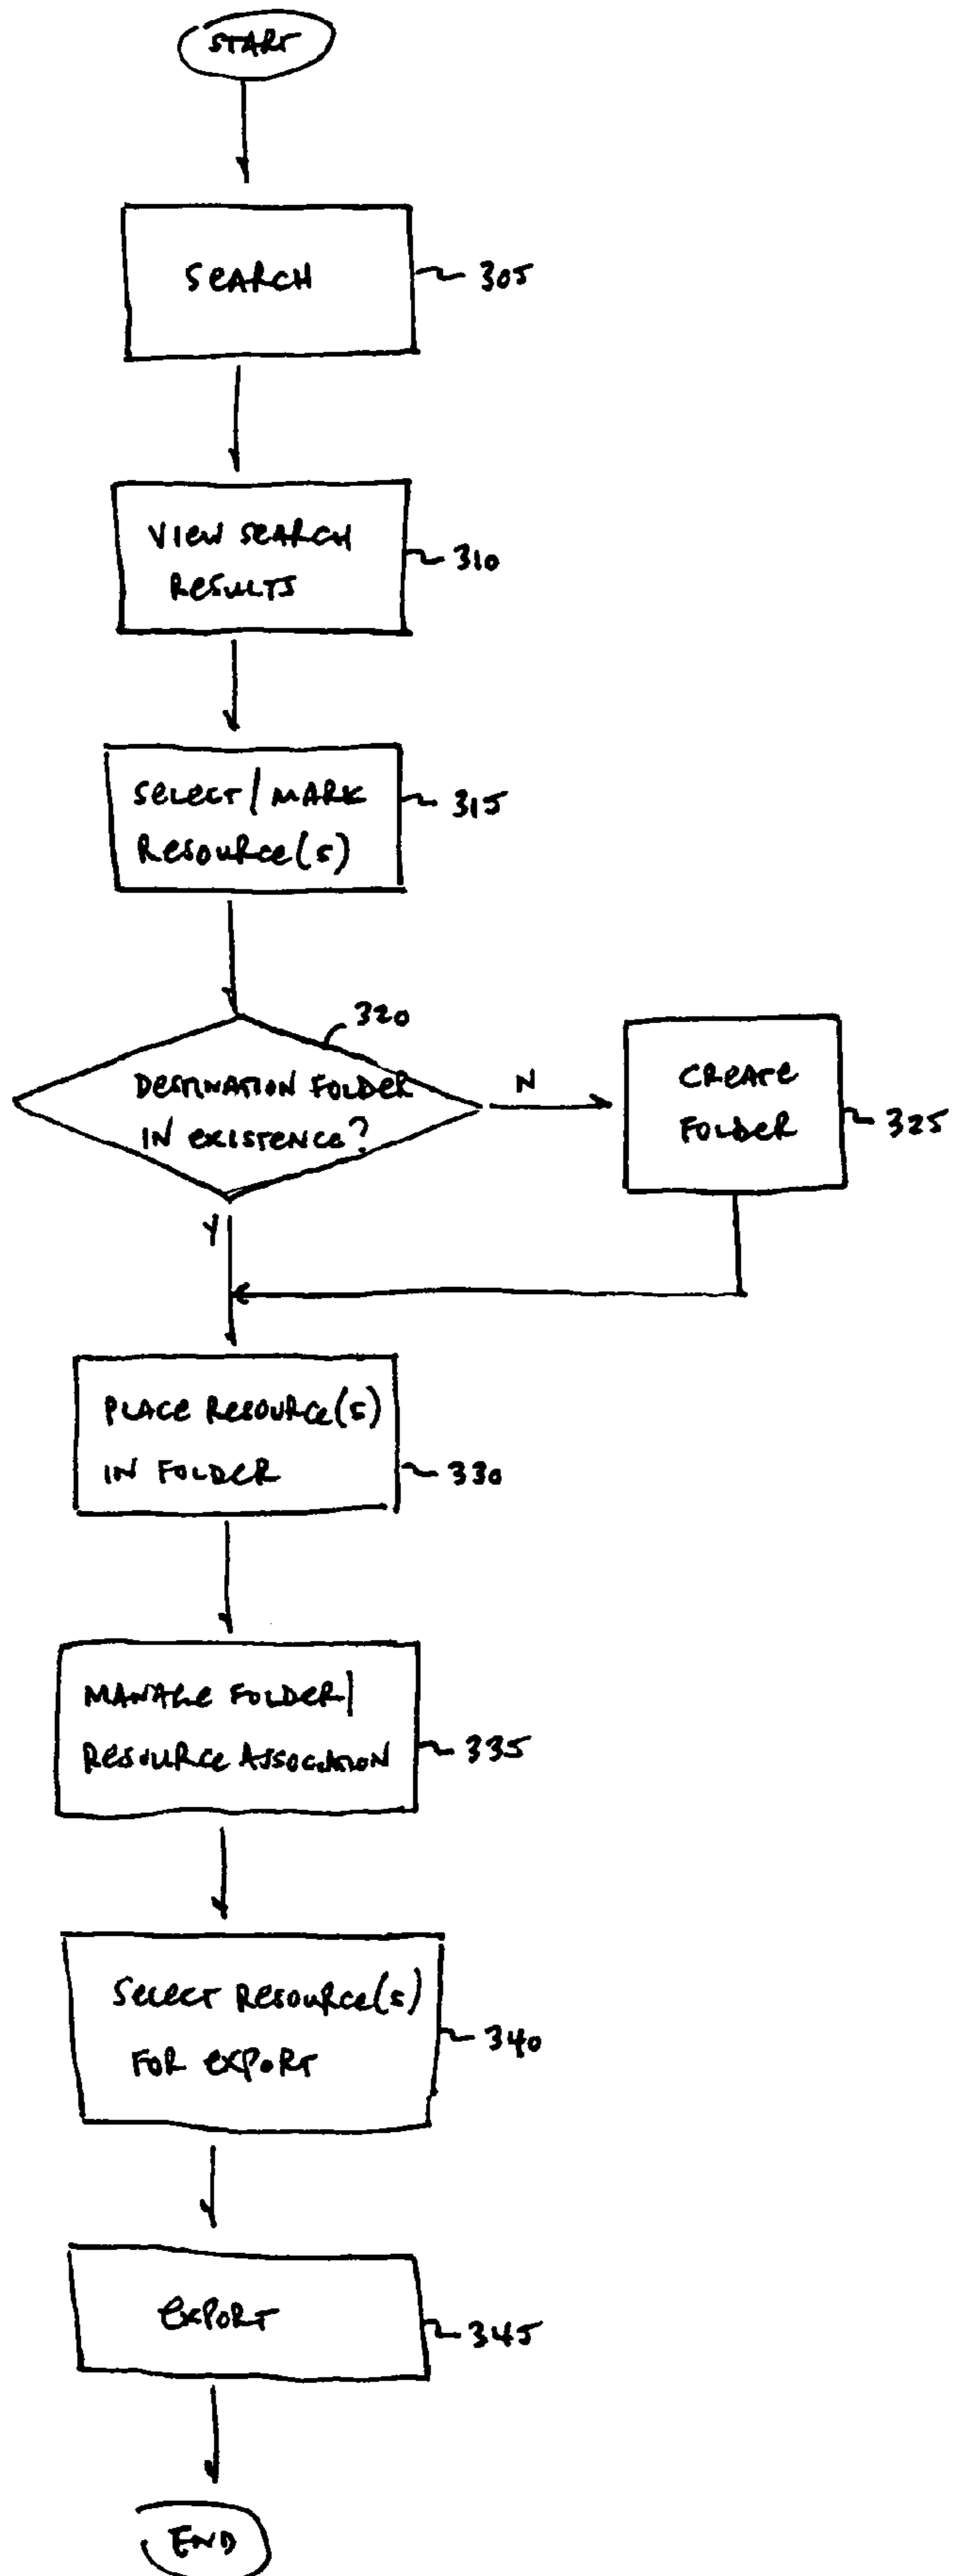 START
SEARCH
305
VIEW SEARCH
RESULTS
310
SELECT/MARK
RESOURCE(S)
315
320
DESTINATION FOLDER
IN EXISTENCE?
N
CREATE
FOLDER
325
Y
PLACE RESOURCE(S)
IN FOLDER
330
MANAGE FOLDER/
RESOURCE ASSOCIATION
335
SELECT RESOURCE(S)
FOR EXPORT
340
EXPORT
345
END